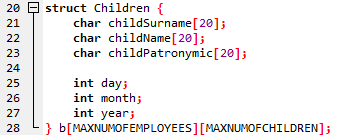 20 struct Children {
21 char childSurname[20];
22 char childName[20];
23 char childPatronymic[20];
24
25 int day;
26 int month;
27 int year;
28 } b[MAXNUMOFEMPLOYEES][MAXNUMOFCHILDREN];